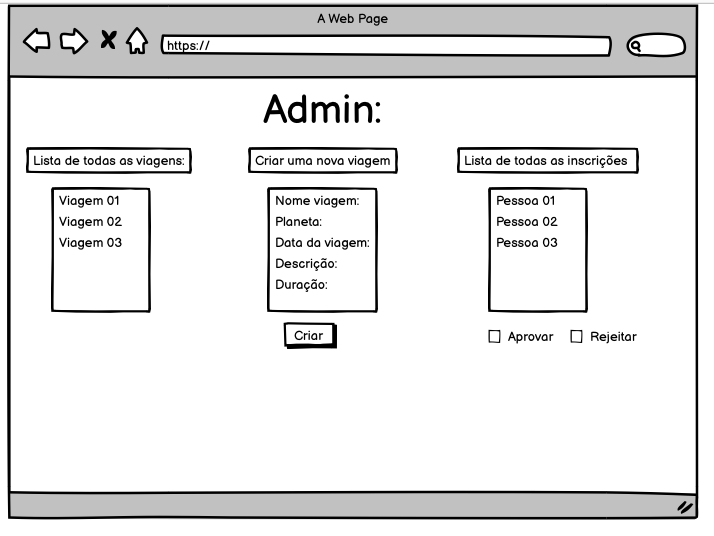 A Web Page
https://
Admin:
Lista de todas as viagens:
Viagem 01
Viagem 02
Viagem 03
Criar uma nova viagem
Nome viagem:
Planeta:
Data da viagem:
Descrição:
Duração:
Criar
Lista de todas as inscrições
Pessoa 01
Pessoa 02
Pessoa 03
Aprovar
Rejeitar